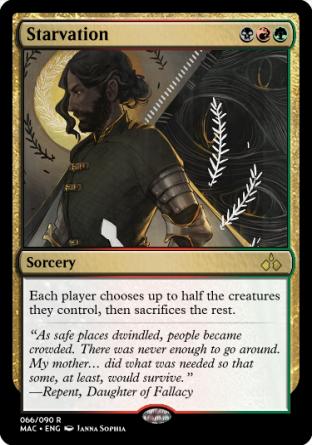 Starvation
Sorcery
Each player chooses up to half the creatures
they control, then sacrifices the rest.
“As safe places dwindled, people became
crowded. There was never enough to go around.
My mother… did what was needed so that
some, at least, would survive.”
—Repent, Daughter of Fallacy
066/090 R
MAC • ENG Janna Sophia